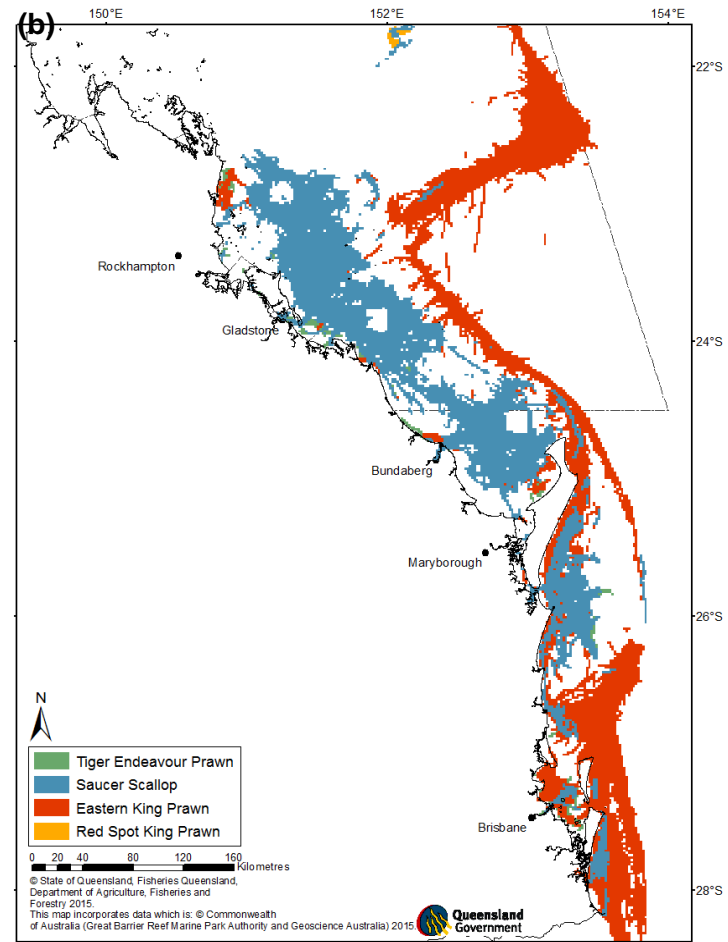 (b)
150°E
152°E
154°E
22°S
Rockhampton
Gladstone
24°S
Bundaberg
Maryborough
26°S
N
Tiger Endeavour Prawn
Saucer Scallop
Eastern King Prawn
Red Spot King Prawn
Brisbane
0 20 40 80 120 160
Kilometres
28°S
© State of Queensland, Fisheries Queensland,
Department of Agriculture, Fisheries and
Forestry 2015.
This map incorporates data which is: © Commonwealth
of Australia (Great Barrier Reef Marine Park Authority and Geoscience Australia) 2015.
Queensland
Government